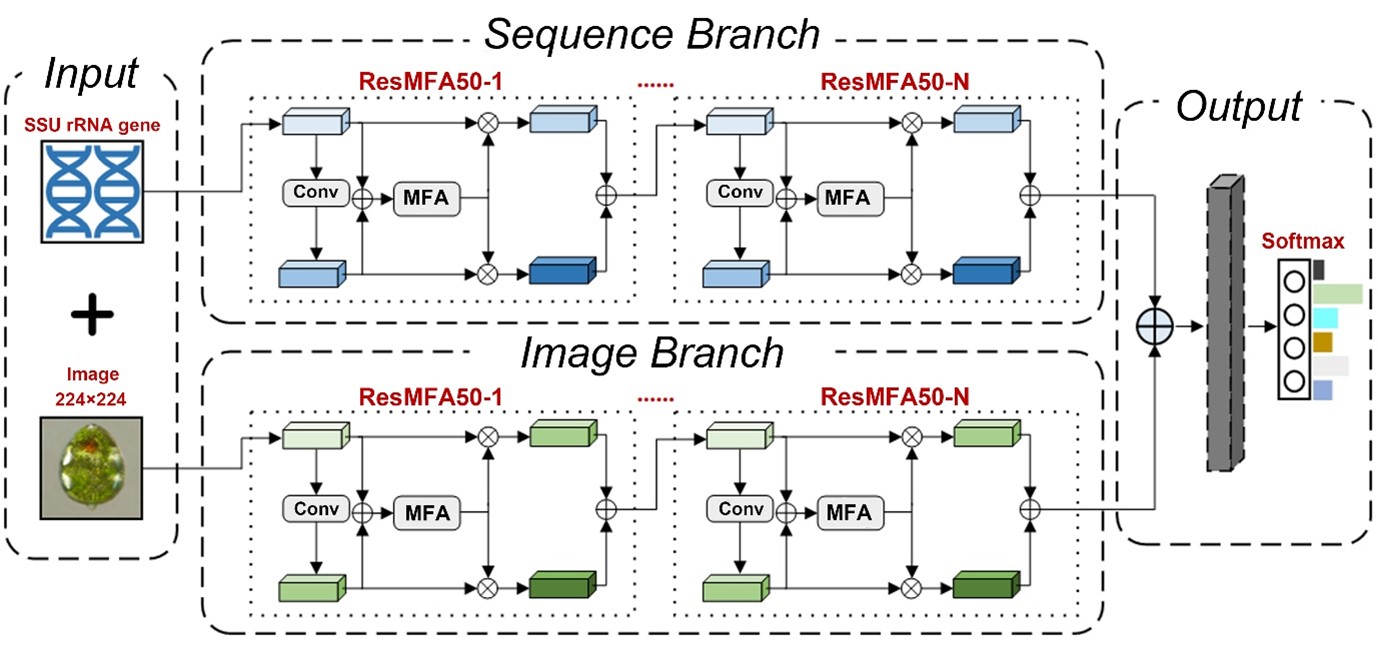 Sequence Branch
Input
SSU rRNA gene
ResMFA50-1
......
ResMFA50-N
Conv
MFA
Conv
MFA
Image
224×224
Image Branch
ResMFA50-1
......
ResMFA50-N
Conv
MFA
Conv
MFA
Output
Softmax